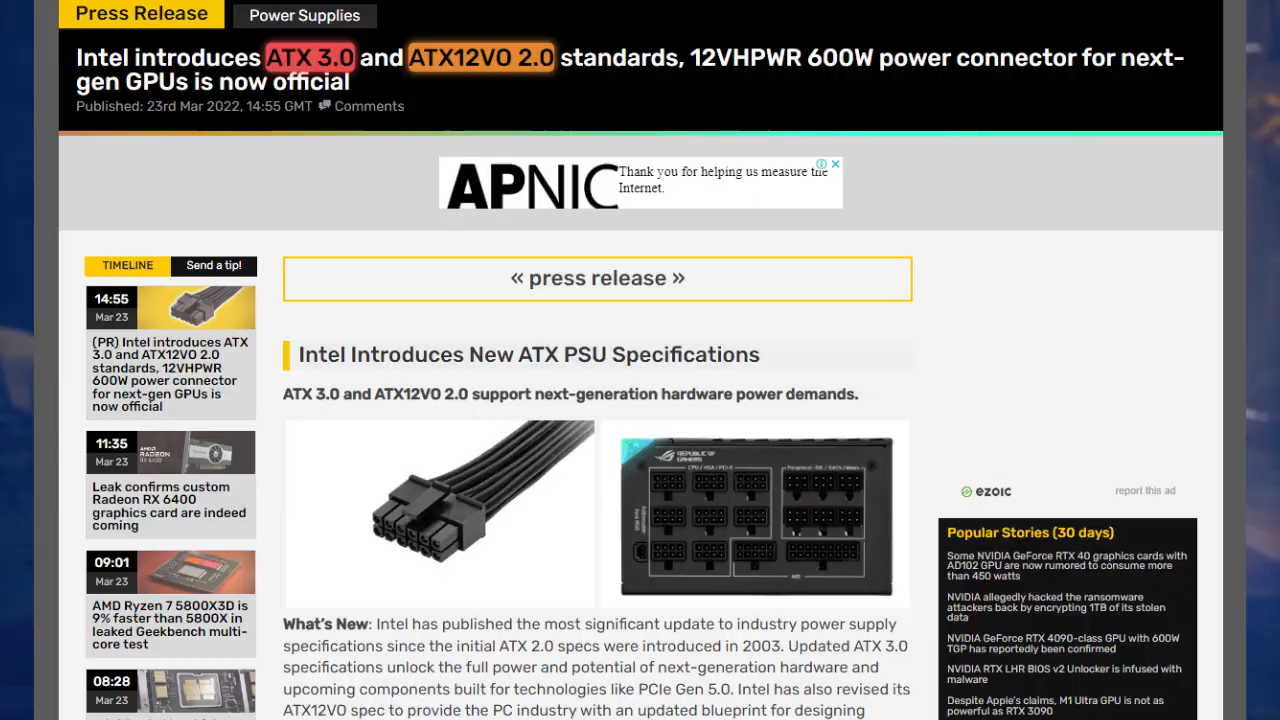 Press Release
Power Supplies
Intel introduces ATX 3.0 and ATX12VO 2.0 standards, 12VHPWR 600W power connector for next-
gen GPUs is now official
Published: 23rd Mar 2022, 14:55 GMT Comments
APNIC
Thank you for helping us measure the
Internet.
TIMELINE
Send a tip!
14:55
Mar 23
(PR) Intel introduces ATX
3.0 and ATX12VO 2.0
standards, 12VHPWR
600W power connector
for next-gen GPUs is
now official
11:35
Mar 23
AMD
RADEON
RX 6400
Leak confirms custom
Radeon RX 6400
graphics card are indeed
coming
09:01
Mar 23
AMD Ryzen 7 5800X3D is
9% faster than 5800X in
leaked Geekbench multi-
core test
08:28
Mar 23
« press release »
Intel Introduces New ATX PSU Specifications
ATX 3.0 and ATX12VO 2.0 support next-generation hardware power demands.
REPUBLIC OF
GAMERS
CPU / VGA / PCI-E
Peripheral - IDE / SATA / Molex
MB
What's New: Intel has published the most significant update to industry power supply
specifications since the initial ATX 2.0 specs were introduced in 2003. Updated ATX 3.0
specifications unlock the full power and potential of next-generation hardware and
upcoming components built for technologies like PCIe Gen 5.0. Intel has also revised its
ATX12VO spec to provide the PC industry with an updated blueprint for designing
ezoic
report this ad
Popular Stories (30 days)
Some NVIDIA GeForce RTX 40 graphics cards with
AD102 GPU are now rumored to consume more
than 450 watts
NVIDIA allegedly hacked the ransomware
attackers back by encrypting 1TB of its stolen
data
NVIDIA GeForce RTX 4090-class GPU with 600W
TGP has reportedly been confirmed
NVIDIA RTX LHR BIOS v2 Unlocker is infused with
malware
Despite Apple's claims, M1 Ultra GPU is not as
powerful as RTX 3090